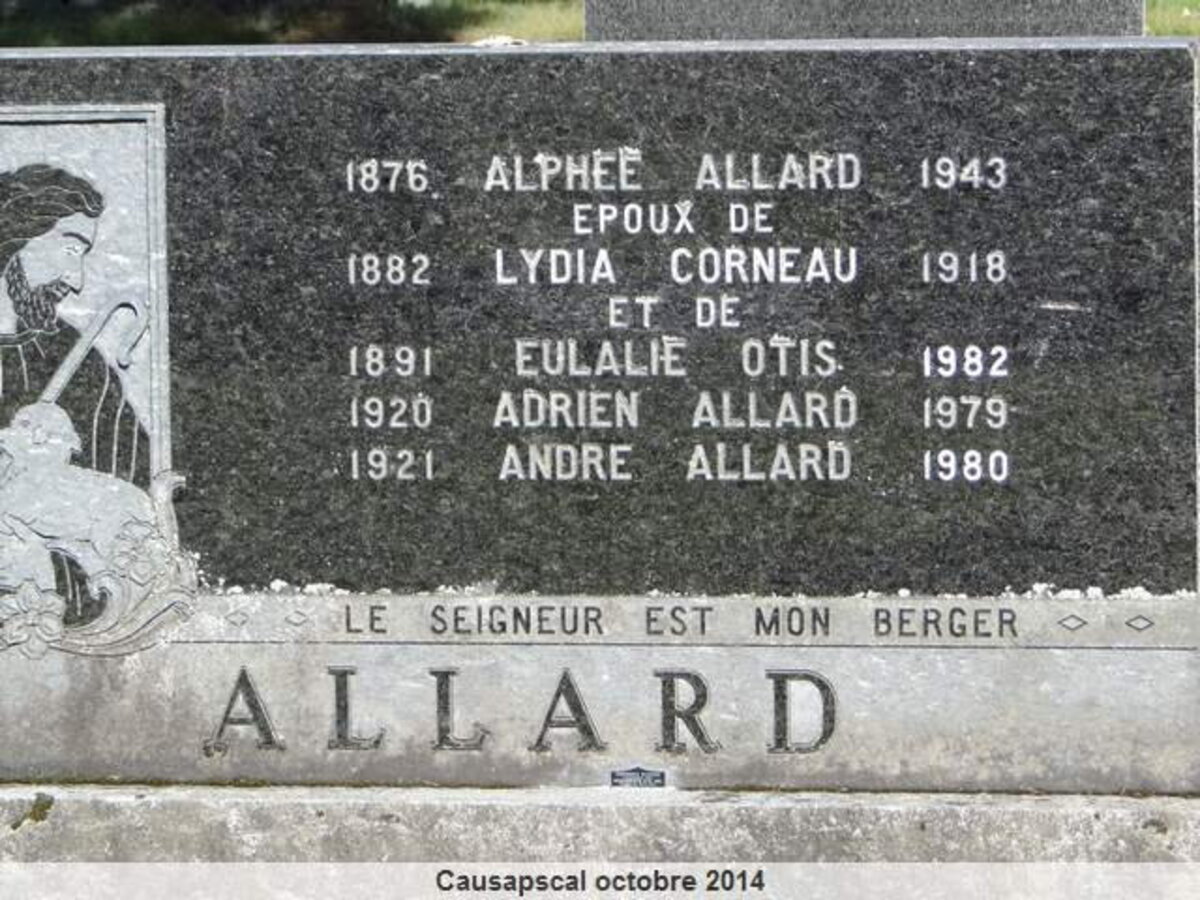 1876 ALPHEE ALLARD 1943
EPOUX DE
1882 LYDIA CORNEAU 1918
ET DE
1891 EULALIE OTIS 1982
1920 ADRIEN ALLARD 1979
1921 ANDRE ALLARD 1980
LE SEIGNEUR EST MON BERGER
ALLARD
Causapscal octobre 2014